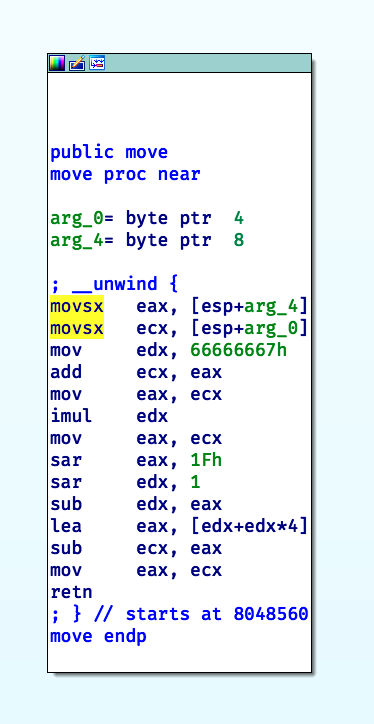 public move
move proc near
arg_0= byte ptr  4
arg_4= byte ptr  8
; __unwind {
movsx   eax, [esp+arg_4]
movsx   ecx, [esp+arg_0]
mov     edx, 66666667h
add     ecx, eax
mov     eax, ecx
imul    edx
mov     eax, ecx
sar     eax, 1Fh
sar     edx, 1
sub     edx, eax
lea     eax, [edx+edx*4]
sub     ecx, eax
mov     eax, ecx
retn
; } // starts at 8048560
move endp